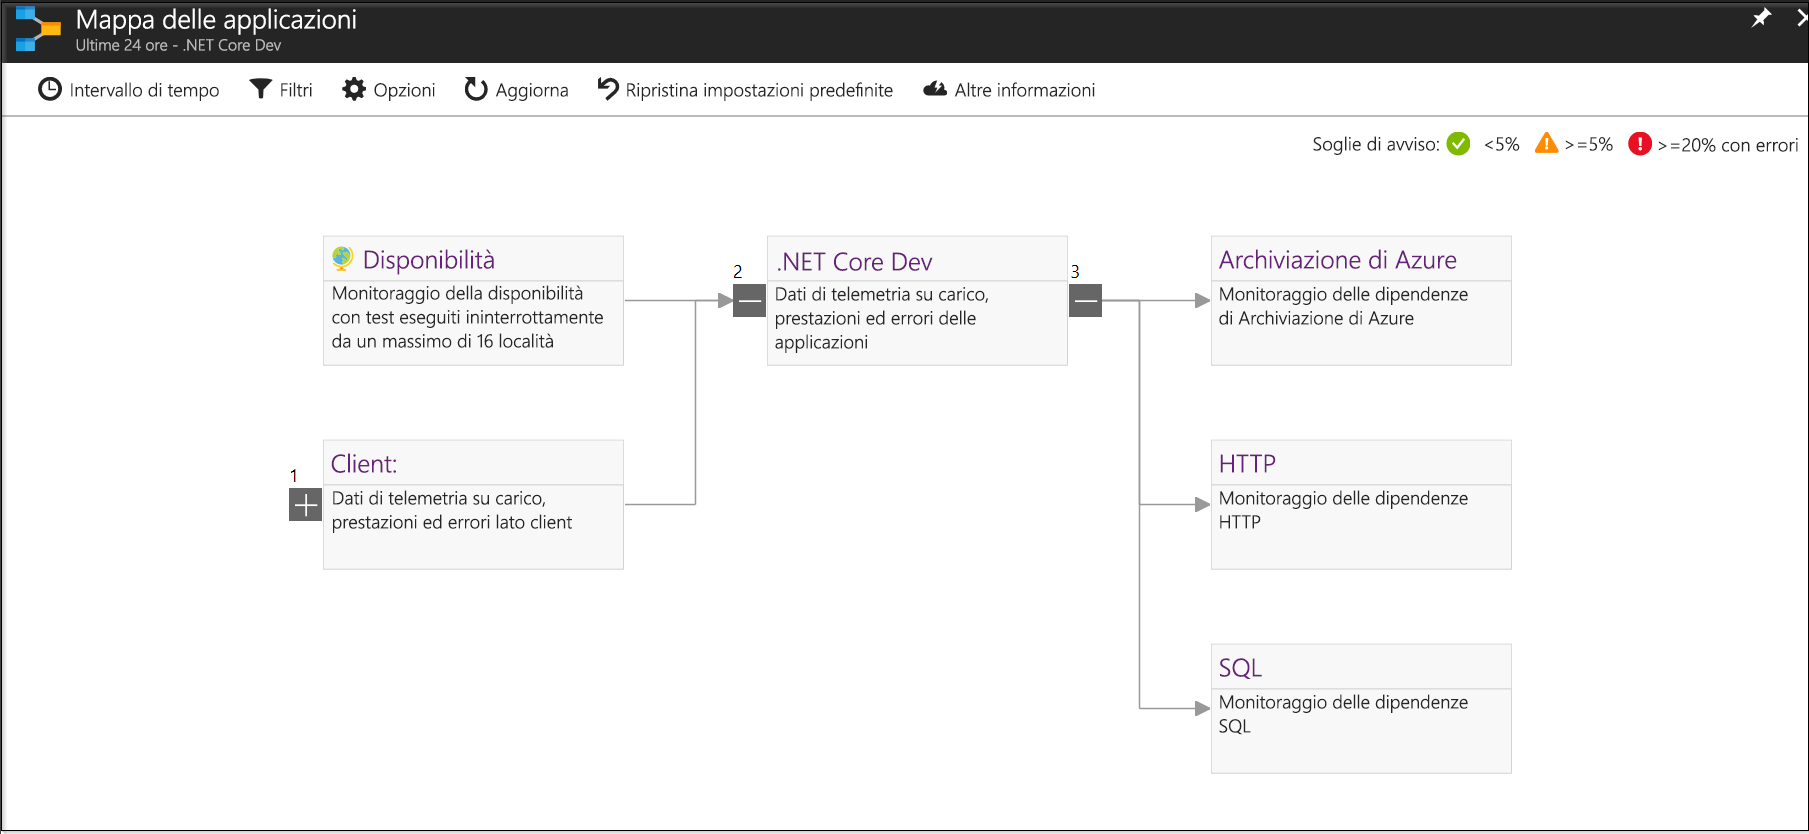 Mappa delle applicazioni
Ultime 24 ore - .NET Core Dev
Intervallo di tempo
Filtri
Opzioni
Aggiorna
Ripristina impostazioni predefinite
Altre informazioni
Soglie di avviso: <5% >=5% >=20% con errori
Disponibilità
Monitoraggio della disponibilità
con test eseguiti ininterrottamente
da un massimo di 16 località
1
Client:
Dati di telemetria su carico,
prestazioni ed errori lato client
2
.NET Core Dev
Dati di telemetria su carico,
prestazioni ed errori delle
applicazioni
3
Archiviazione di Azure
Monitoraggio delle dipendenze
di Archiviazione di Azure
HTTP
Monitoraggio delle dipendenze
HTTP
SQL
Monitoraggio delle dipendenze
SQL